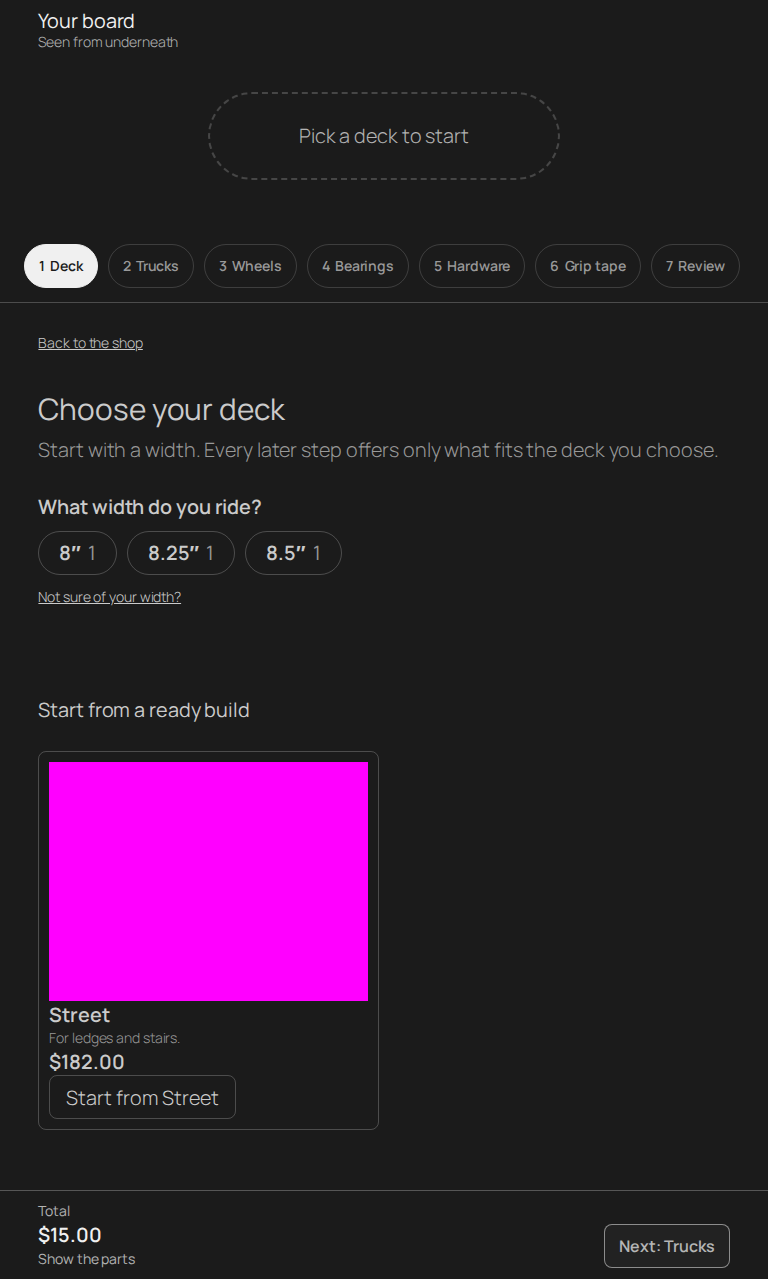 Your board
Seen from underneath
Pick a deck to start
1 Deck
2 Trucks
3 Wheels
4 Bearings
5 Hardware
6 Grip tape
7 Review
Back to the shop
Choose your deck
Start with a width. Every later step offers only what fits the deck you choose.
What width do you ride?
8″ 1
8.25″ 1
8.5″ 1
Not sure of your width?
Start from a ready build
Street
For ledges and stairs.
$182.00
Start from Street
Total
$15.00
Show the parts
Next: Trucks